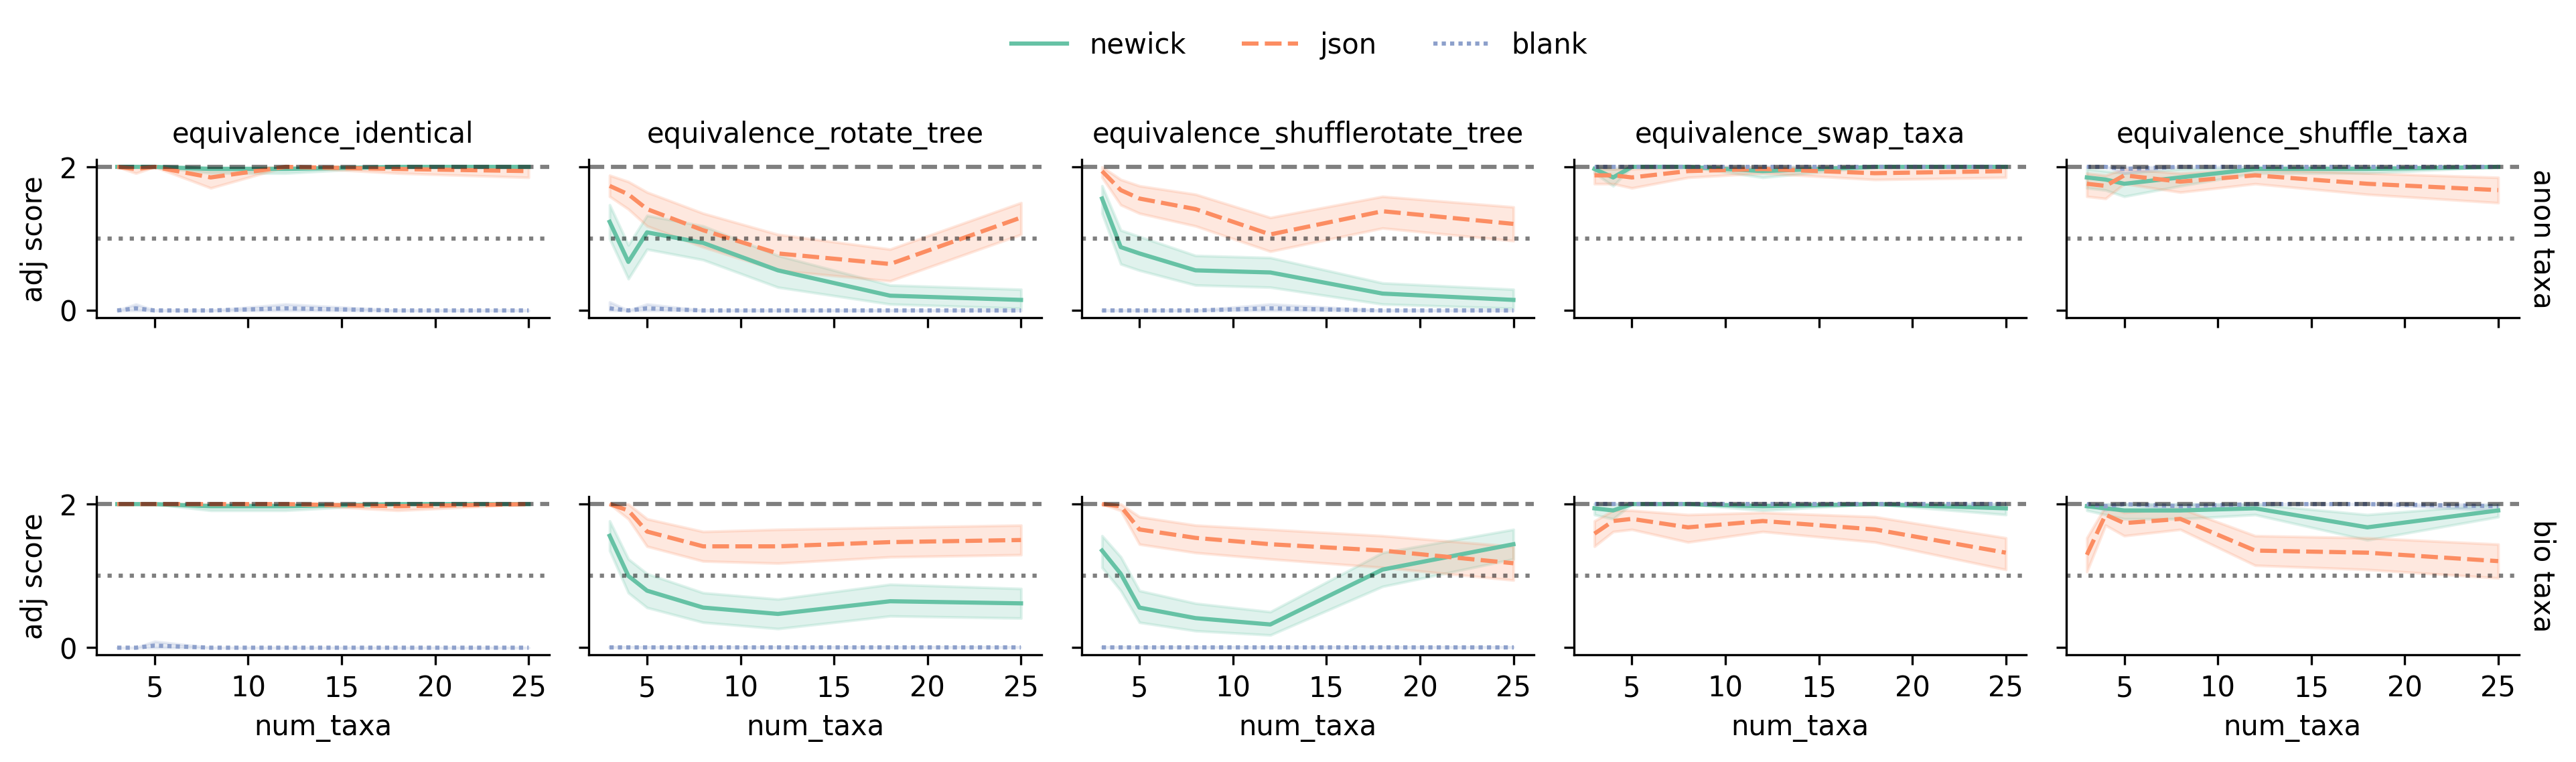 newick json blank
equivalence_identical equivalence_rotate_tree equivalence_shufflerotate_tree equivalence_swap_taxa equivalence_shuffle_taxa
2
adj score
0
anon taxa
2
adj score
0
bio taxa
5 10 15 20 25 5 10 15 20 25 5 10 15 20 25 5 10 15 20 25 5 10 15 20 25
num_taxa num_taxa num_taxa num_taxa num_taxa